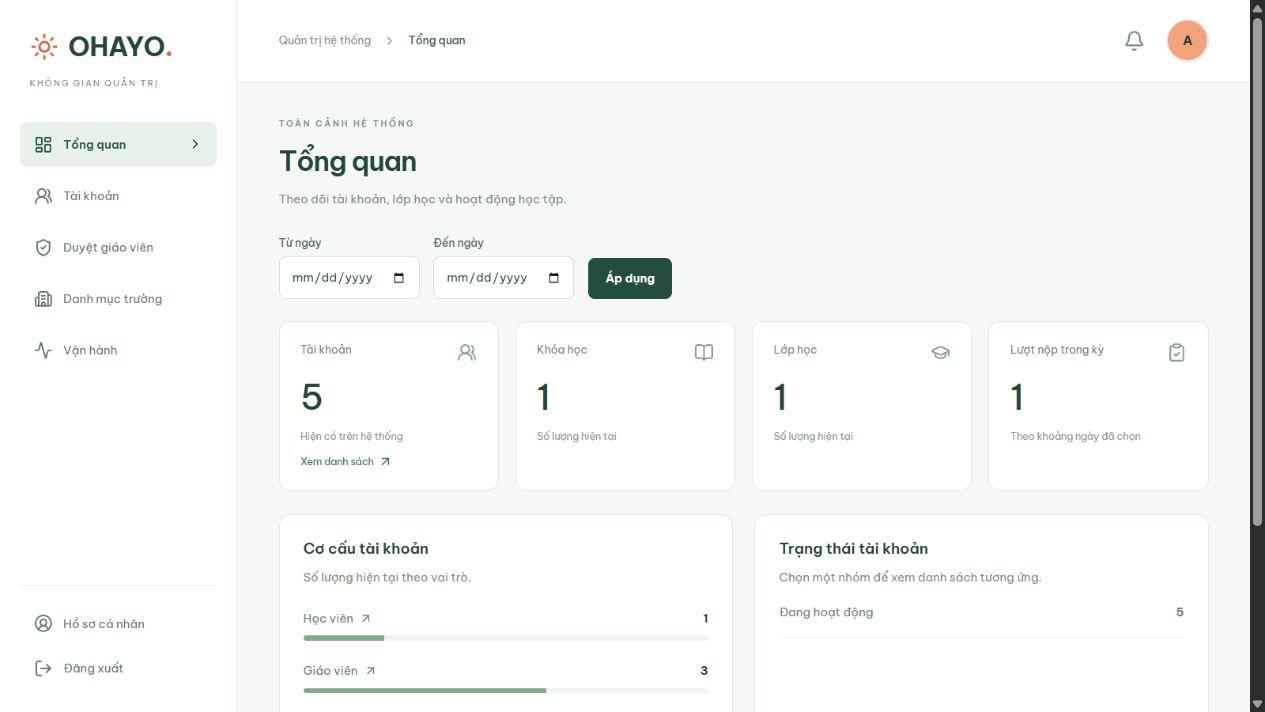 OHAYO.
KHÔNG GIAN QUẢN TRỊ
Tổng quan
Tài khoản
Duyệt giáo viên
Danh mục trường
Vận hành
Hồ sơ cá nhân
Đăng xuất
Quản trị hệ thống > Tổng quan
A
TOÀN CẢNH HỆ THỐNG
Tổng quan
Theo dõi tài khoản, lớp học và hoạt động học tập.
Từ ngày Đến ngày
mm/dd/yyyy mm/dd/yyyy Áp dụng
Tài khoản
5
Hiện có trên hệ thống
Xem danh sách
Khóa học
1
Số lượng hiện tại
Lớp học
1
Số lượng hiện tại
Lượt nộp trong kỳ
1
Theo khoảng ngày đã chọn
Cơ cấu tài khoản
Số lượng hiện tại theo vai trò.
Học viên 1
Giáo viên 3
Trạng thái tài khoản
Chọn một nhóm để xem danh sách tương ứng.
Đang hoạt động 5